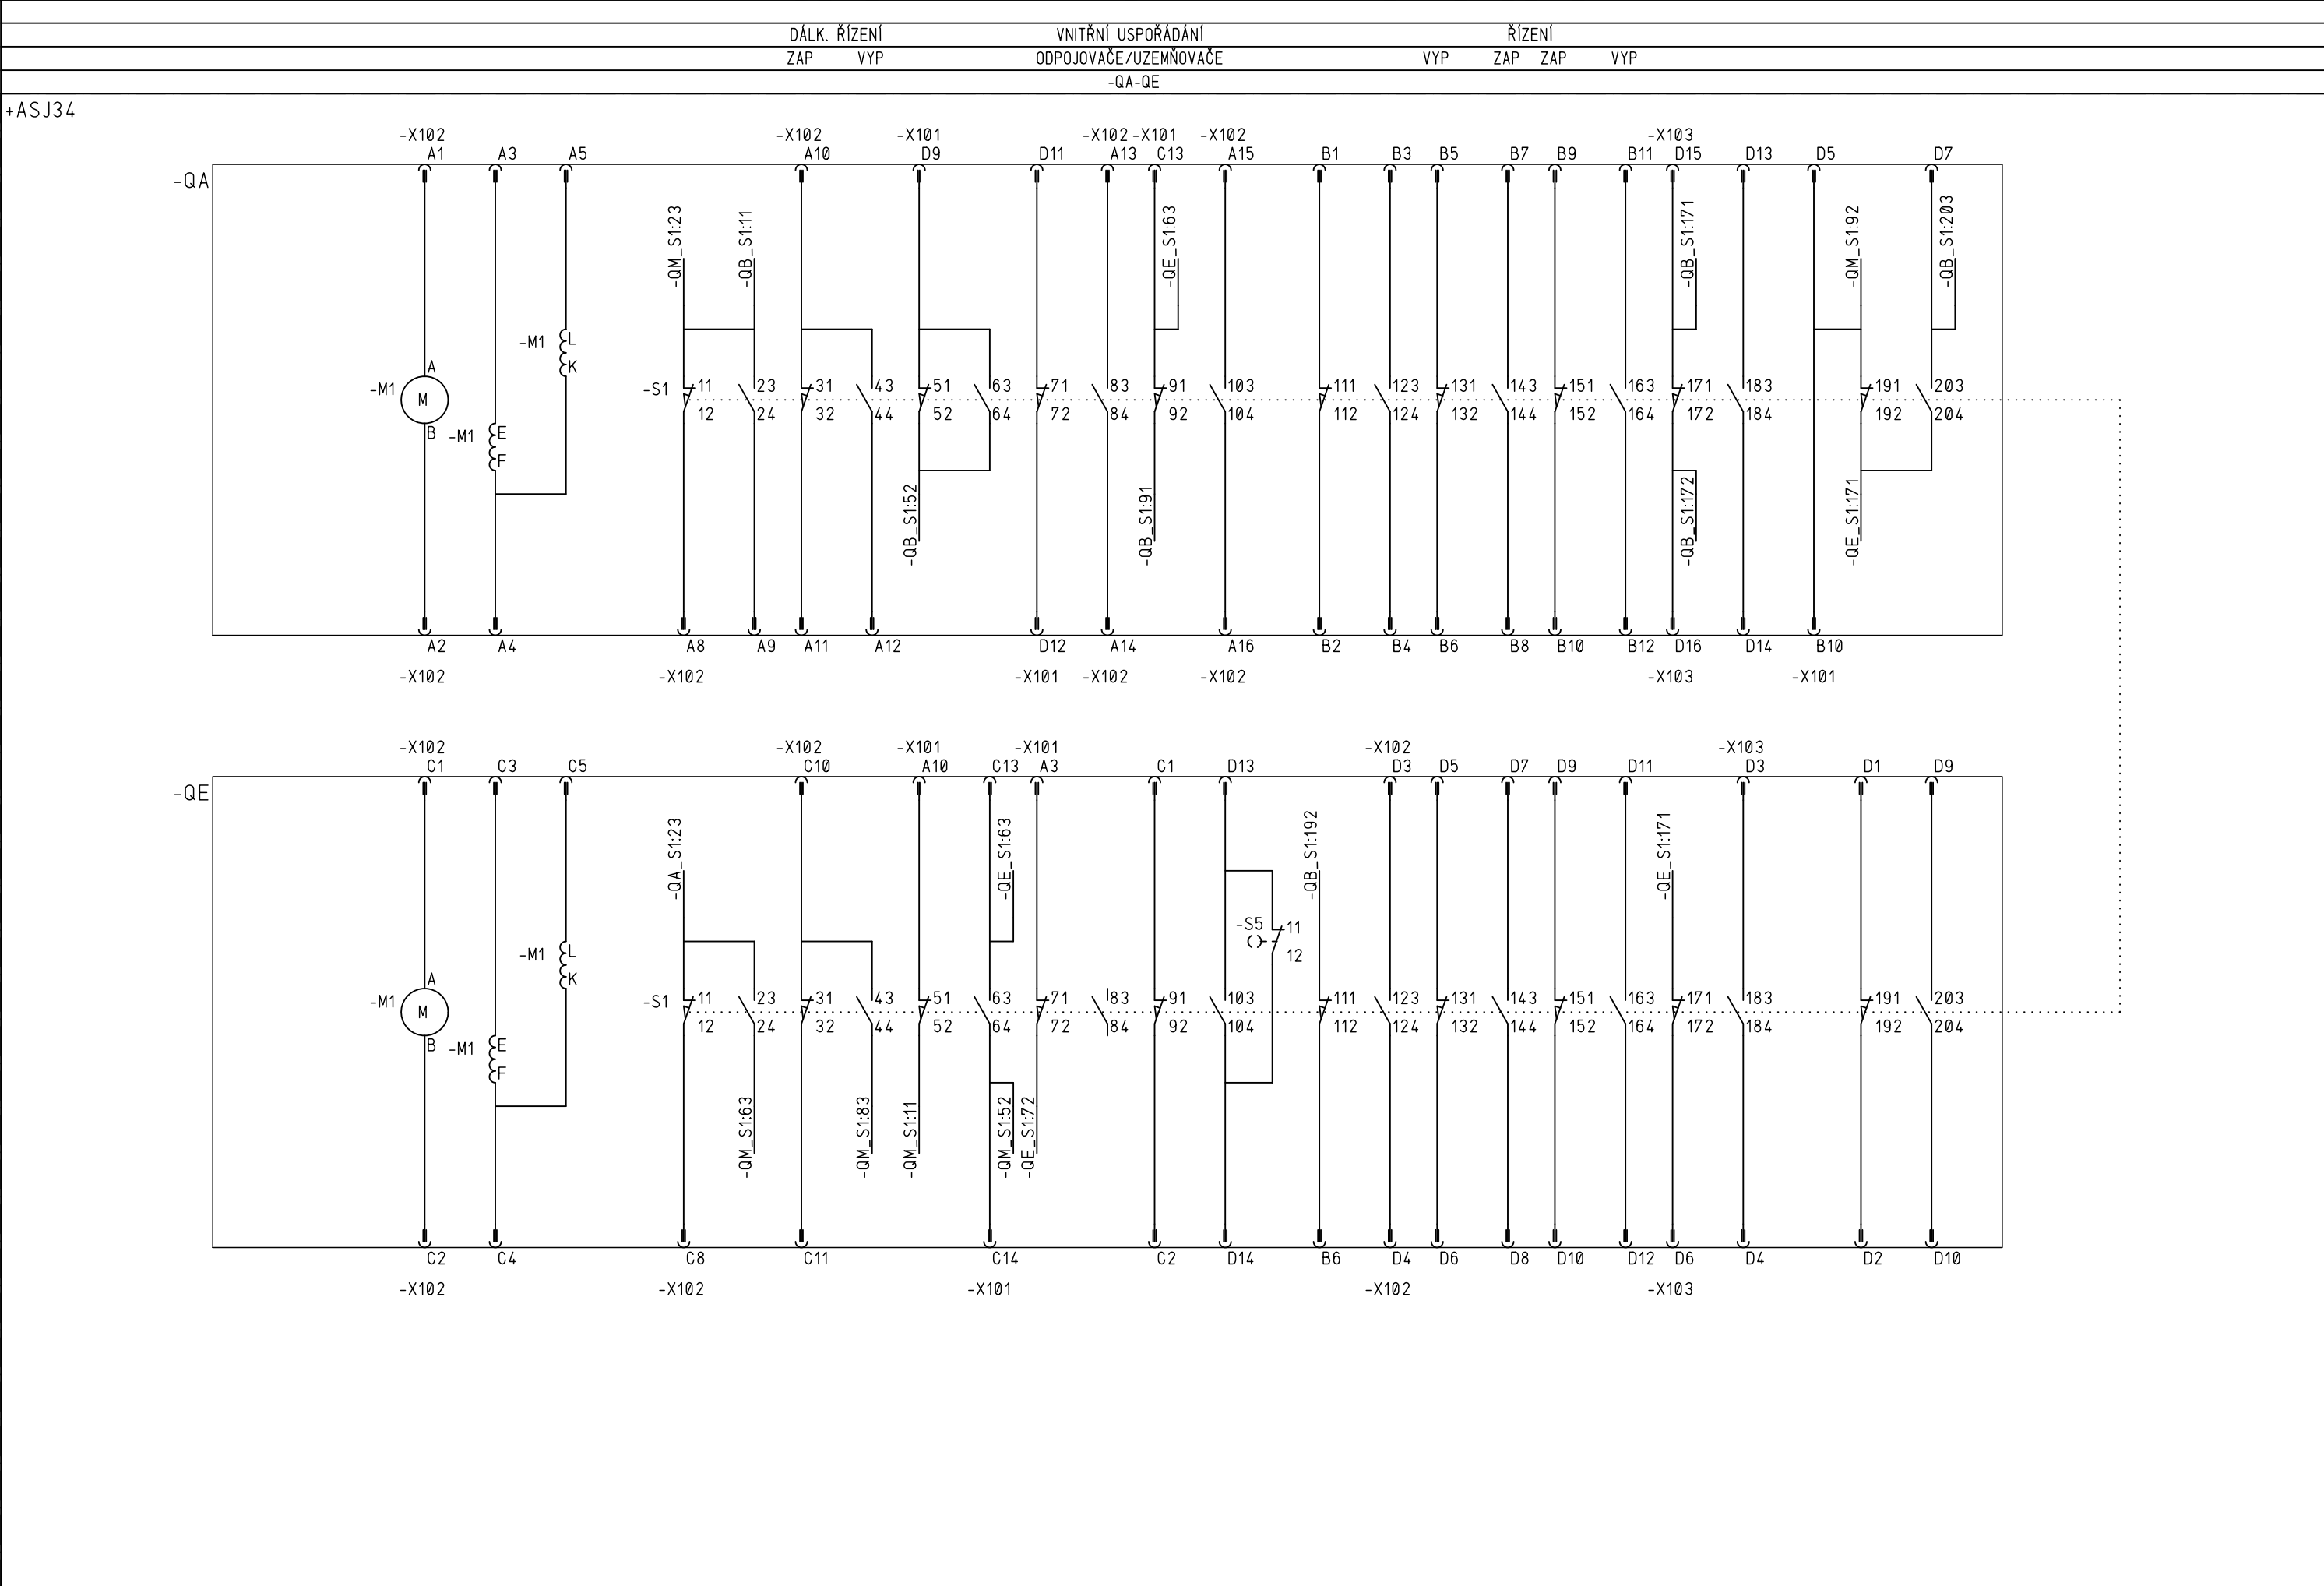 DÁLK. ŘÍZENÍ VNITŘNÍ USPOŘÁDÁNÍ ŘÍZENÍ
ZAP VYP ODPOJOVAČE/UZEMŇOVAČE VYP ZAP ZAP VYP
-QA-QE
+ASJ34
-X102 -X102 -X101 -X102 -X101 -X102 -X103
A1 A3 A5 A10 D9 D11 A13 C13 A15 B1 B3 B5 B7 B9 B11 D15 D13 D5 D7
-QA
-QM_S1:23 -QB_S1:11 -QE_S1:63 -QB_S1:171 -QM_S1:92 -QB_S1:203
-M1 L
K
A
-M1 M -S1 11 23 31 43 51 63 71 83 91 103 111 123 131 143 151 163 171 183 191 203
12 24 32 44 52 64 72 84 92 104 112 124 132 144 152 164 172 184 192 204
B -M1 E
F
-QB_S1:52 -QB_S1:91 -QB_S1:172 -QE_S1:171
A2 A4 A8 A9 A11 A12 D12 A14 A16 B2 B4 B6 B8 B10 B12 D16 D14 B10
-X102 -X102 -X101 -X102 -X102 -X103 -X101
-X102 -X102 -X101 -X101 -X102 -X103
C1 C3 C5 C10 A10 C13 A3 C1 D13 D3 D5 D7 D9 D11 D3 D1 D9
-QE
-QA_S1:23 -QE_S1:63 -QB_S1:192 -QE_S1:171
-S5 11
12
-M1 L
K
A
-M1 M -S1 11 23 31 43 51 63 71 83 91 103 111 123 131 143 151 163 171 183 191 203
12 24 32 44 52 64 72 84 92 104 112 124 132 144 152 164 172 184 192 204
B -M1 E
F
-QM_S1:63 -QM_S1:83 -QM_S1:11 -QM_S1:52 -QE_S1:72
C2 C4 C8 C11 C14 C2 D14 B6 D4 D6 D8 D10 D12 D6 D4 D2 D10
-X102 -X102 -X101 -X102 -X103